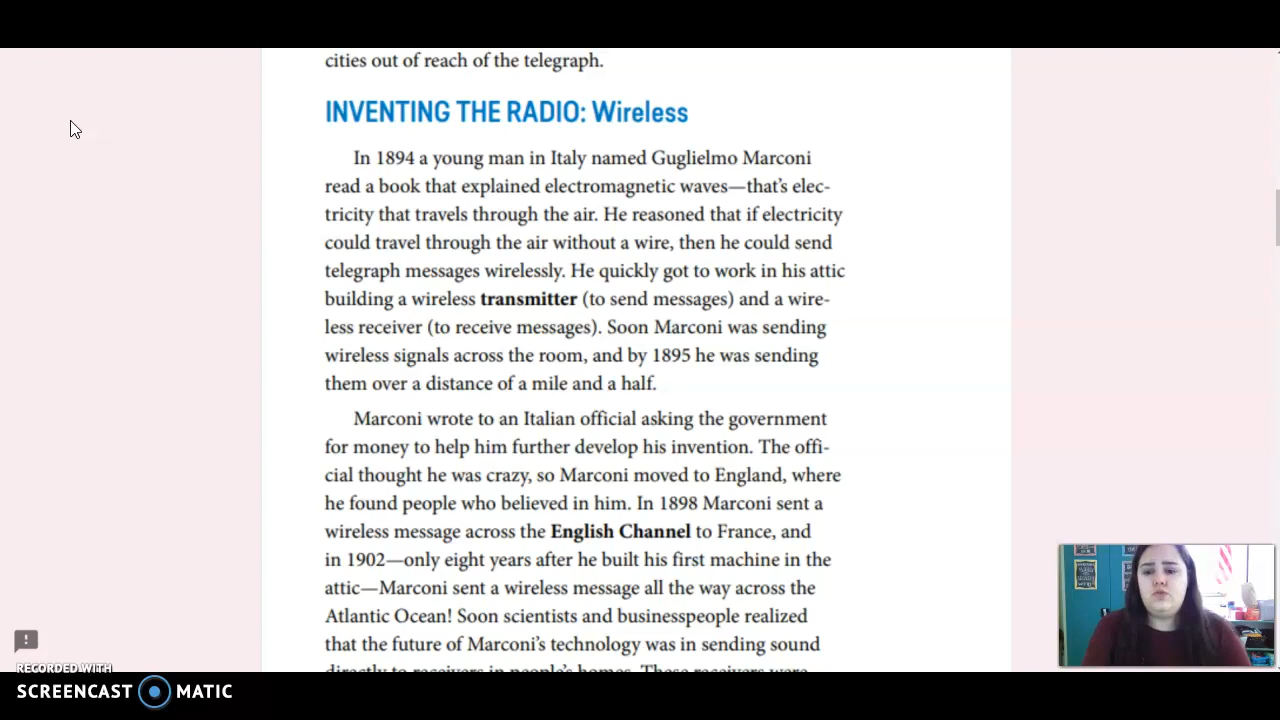 cities out of reach of the telegraph.
INVENTING THE RADIO: Wireless
In 1894 a young man in Italy named Guglielmo Marconi
read a book that explained electromagnetic waves—that’s elec-
tricity that travels through the air. He reasoned that if electricity
could travel through the air without a wire, then he could send
telegraph messages wirelessly. He quickly got to work in his attic
building a wireless transmitter (to send messages) and a wire-
less receiver (to receive messages). Soon Marconi was sending
wireless signals across the room, and by 1895 he was sending
them over a distance of a mile and a half.
Marconi wrote to an Italian official asking the government
for money to help him further develop his invention. The offi-
cial thought he was crazy, so Marconi moved to England, where
he found people who believed in him. In 1898 Marconi sent a
wireless message across the English Channel to France, and
in 1902—only eight years after he built his first machine in the
attic—Marconi sent a wireless message all the way across the
Atlantic Ocean! Soon scientists and businesspeople realized
that the future of Marconi’s technology was in sending sound
directly to receivers in people’s homes. These receivers were
RECORDED WITH
SCREENCAST MATIC